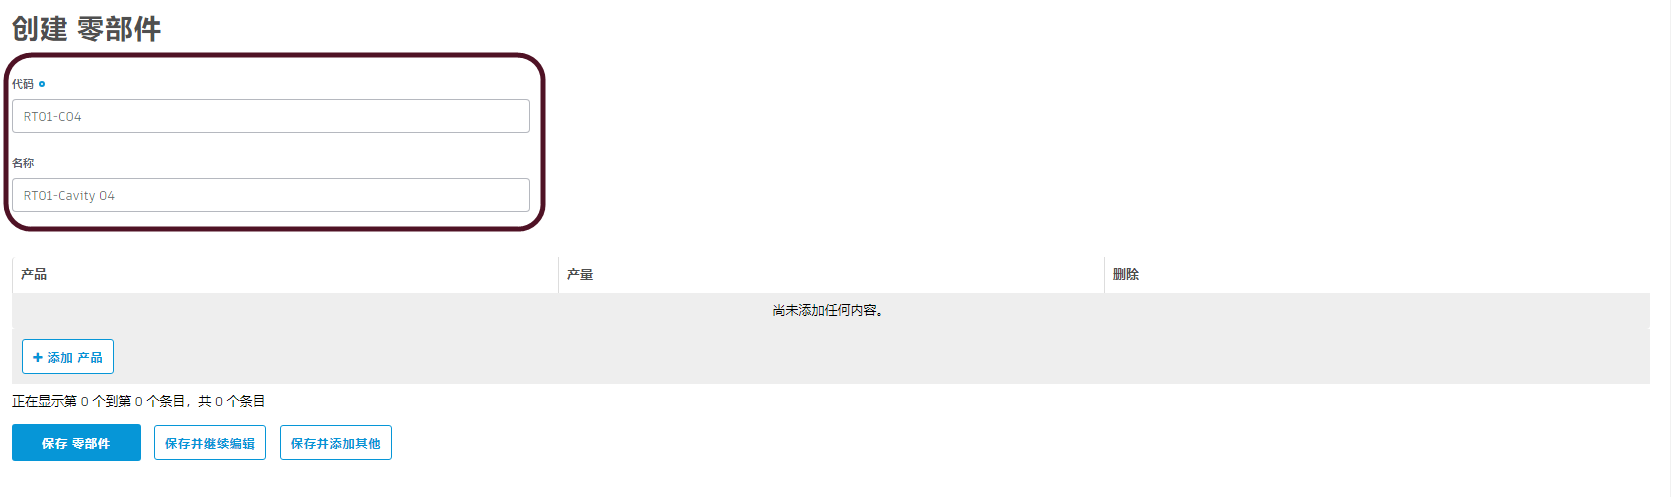 创建 零部件
代码
RT01-C04
名称
RT01-Cavity 04
产品 产量 删除
尚未添加任何内容。
+ 添加 产品
正在显示第 0 个到第 0 个条目，共 0 个条目
保存 零部件 保存并继续编辑 保存并添加其他